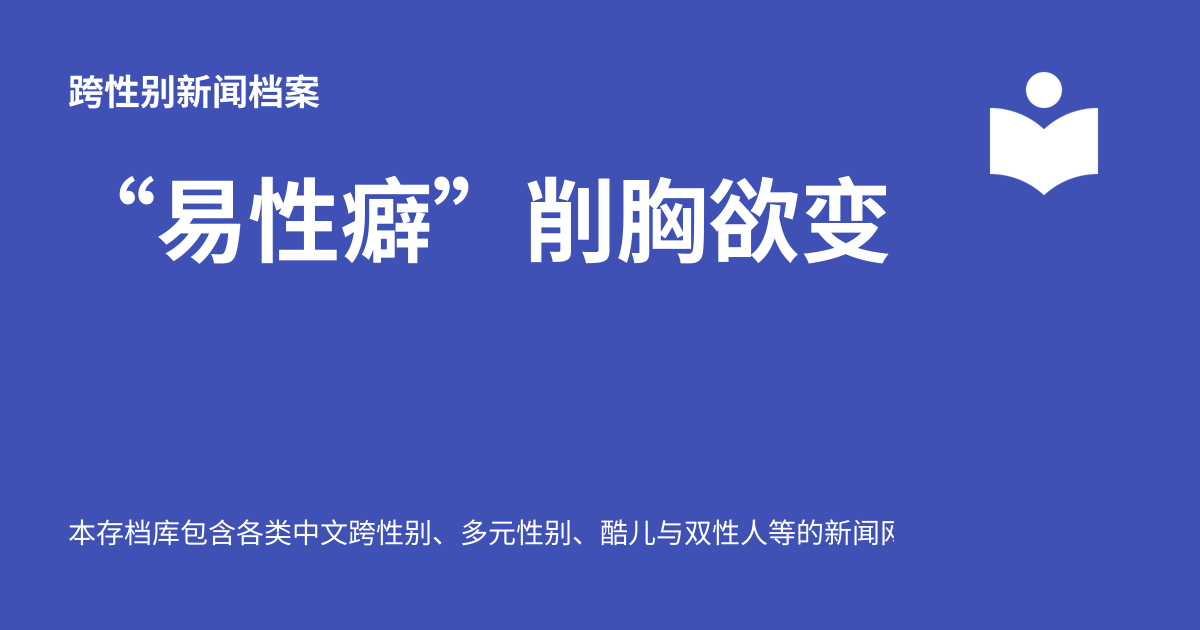 跨性别新闻档案
“易性癖”削胸欲变
本存档库包含各类中文跨性别、多元性别、酷儿与双性人等的新闻